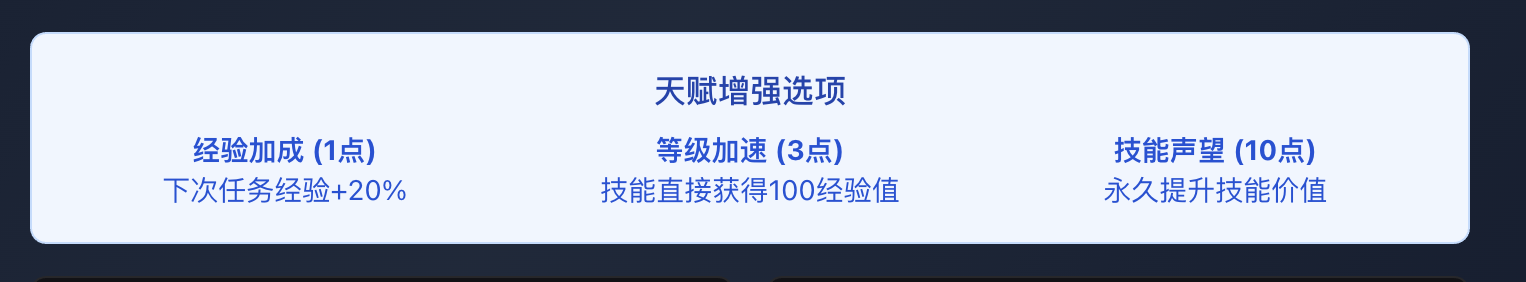 天赋增强选项
经验加成 (1点)
下次任务经验+20%
等级加速 (3点)
技能直接获得100经验值
技能声望 (10点)
永久提升技能价值